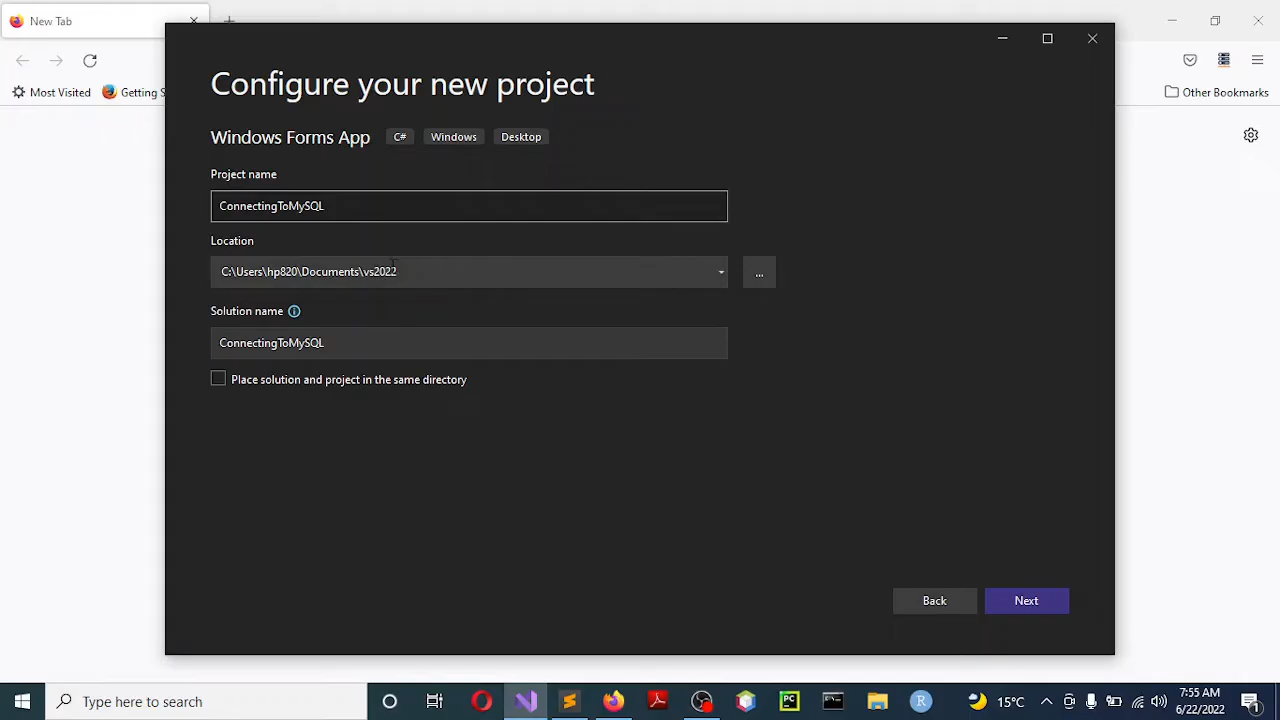 New Tab
Most Visited
Getting S
Other Bookmarks
Configure your new project
Windows Forms App C# Windows Desktop
Project name
ConnectingToMySQL
Location
C:\Users\hp820\Documents\vs2022
...
Solution name
ConnectingToMySQL
Place solution and project in the same directory
Back Next
Type here to search
15°C
7:55 AM
6/22/2022